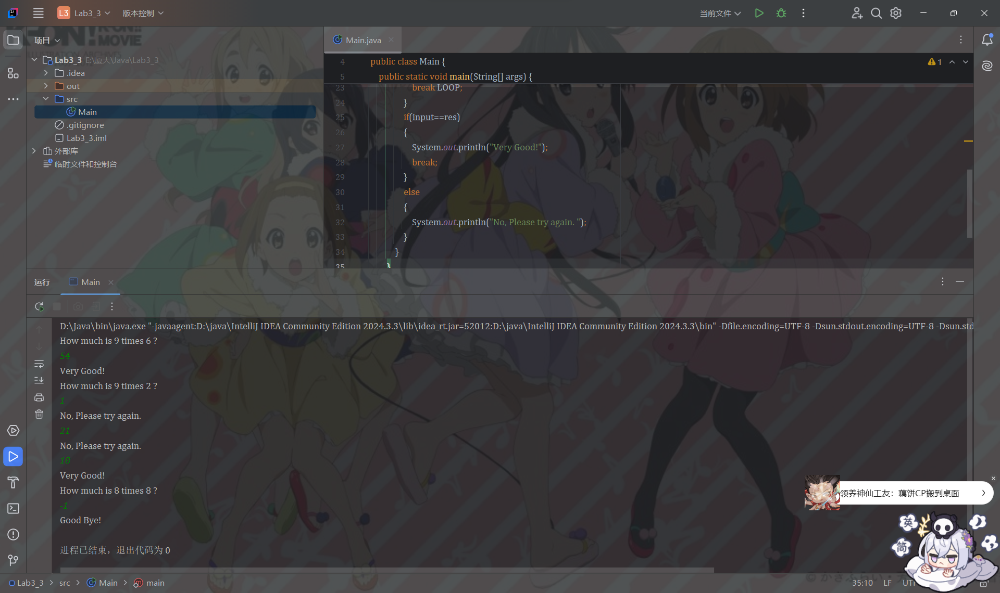 L3 Lab3_3 版本控制 当前文件
项目
Main.java
Lab3_3 E:\厦大\Java\Lab3_3
.idea
out
src
Main
.gitignore
Lab3_3.iml
外部库
临时文件和控制台
4 public class Main {
1
5 public static void main(String[] args) {
23 break LOOP;
24 }
25 if(input==res)
26 {
27 System.out.println("Very Good!");
28 break;
29 }
30 else
31 {
32 System.out.println("No, Please try again. ");
33 }
34 }
35 }
运行 Main
D:\Java\bin\java.exe "-javaagent:D:\java\IntelliJ IDEA Community Edition 2024.3.3\lib\idea_rt.jar=52012:D:\java\IntelliJ IDEA Community Edition 2024.3.3\bin" -Dfile.encoding=UTF-8 -Dsun.stdout.encoding=UTF-8 -Dsun.std
How much is 9 times 6 ?
54
Very Good!
How much is 9 times 2 ?
1
No, Please try again.
21
No, Please try again.
18
Very Good!
How much is 8 times 8 ?
-1
Good Bye!
进程已结束，退出代码为 0
领养神仙工友：藕饼CP搬到桌面
英
简
Lab3_3 src Main main
35:10 LF UTF